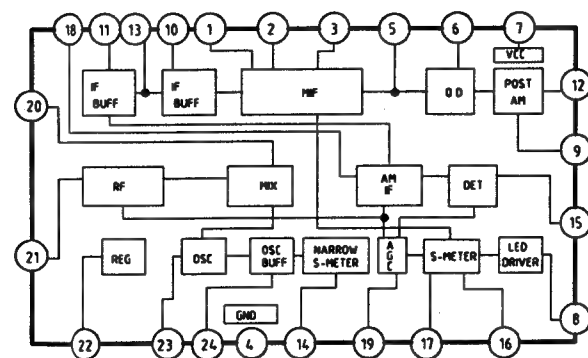 18 11 13 10 1 2 3 5 6 7
VCC
IF BUFF
IF BUFF
MIF
OD
POST AM
12
20
9
RF
MIX
AM IF
DET
15
21
REG
OSC
OSC BUFF
NARROW S-METER
AGC
S-METER
LED DRIVER
GND
8
22 23 24 4 14 19 17 16